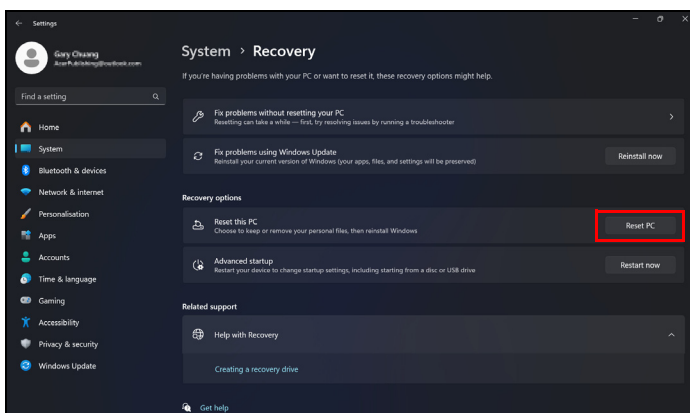 Settings
Gary Chuang
AcerPublishing@outlook.com
Find a setting
Home
System
Bluetooth & devices
Network & internet
Personalisation
Apps
Accounts
Time & language
Gaming
Accessibility
Privacy & security
Windows Update
System > Recovery
If you're having problems with your PC or want to reset it, these recovery options might help.
Fix problems without resetting your PC
Resetting can take a while — first, try resolving issues by running a troubleshooter
Fix problems using Windows Update
Reinstall your current version of Windows (your apps, files, and settings will be preserved)
Reinstall now
Recovery options
Reset this PC
Choose to keep or remove your personal files, then reinstall Windows
Reset PC
Advanced startup
Restart your device to change startup settings, including starting from a disc or USB drive
Restart now
Related support
Help with Recovery
Creating a recovery drive
Get help